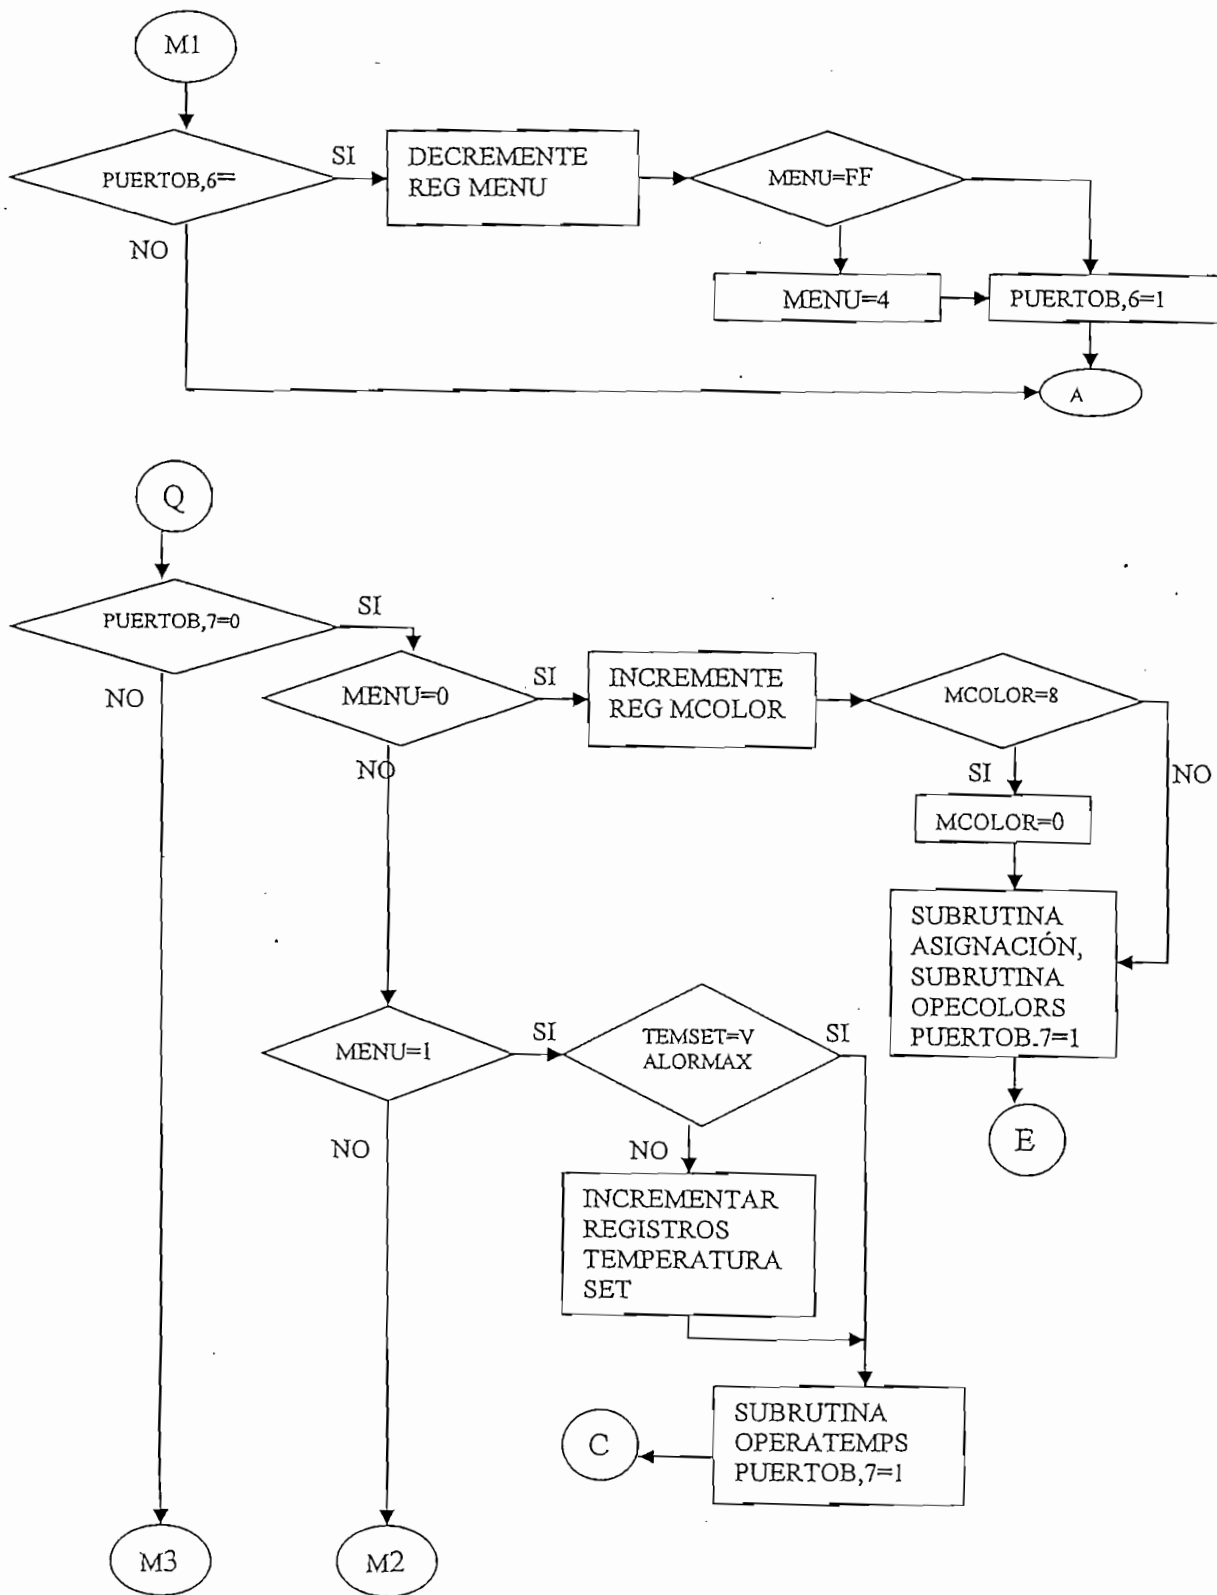 M1
PUERTOB,6=
SI
DECREMENTE
REG MENU
MENU=FF
NO
MENU=4
PUERTOB,6=1
A
Q
PUERTOB,7=0
SI
NO
MENU=0
SI
INCREMENTE
REG MCOLOR
MCOLOR=8
NO
SI
NO
MCOLOR=0
SUBRUTINA
ASIGNACIÓN,
SUBRUTINA
OPECOLORS
PUERTOB.7=1
MENU=1
SI
TEMSET=V
ALORMAX
SI
NO
NO
E
INCREMENTAR
REGISTROS
TEMPERATURA
SET
SUBRUTINA
OPERATEMPS
PUERTOB,7=1
C
M3
M2